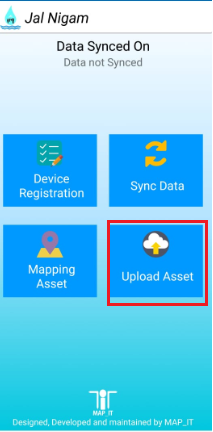 Jal Nigam
Data Synced On
Data not Synced
Device
Registration
Sync Data
Mapping
Asset
Upload Asset
MAP_IT
Designed, Developed and maintained by MAP_IT